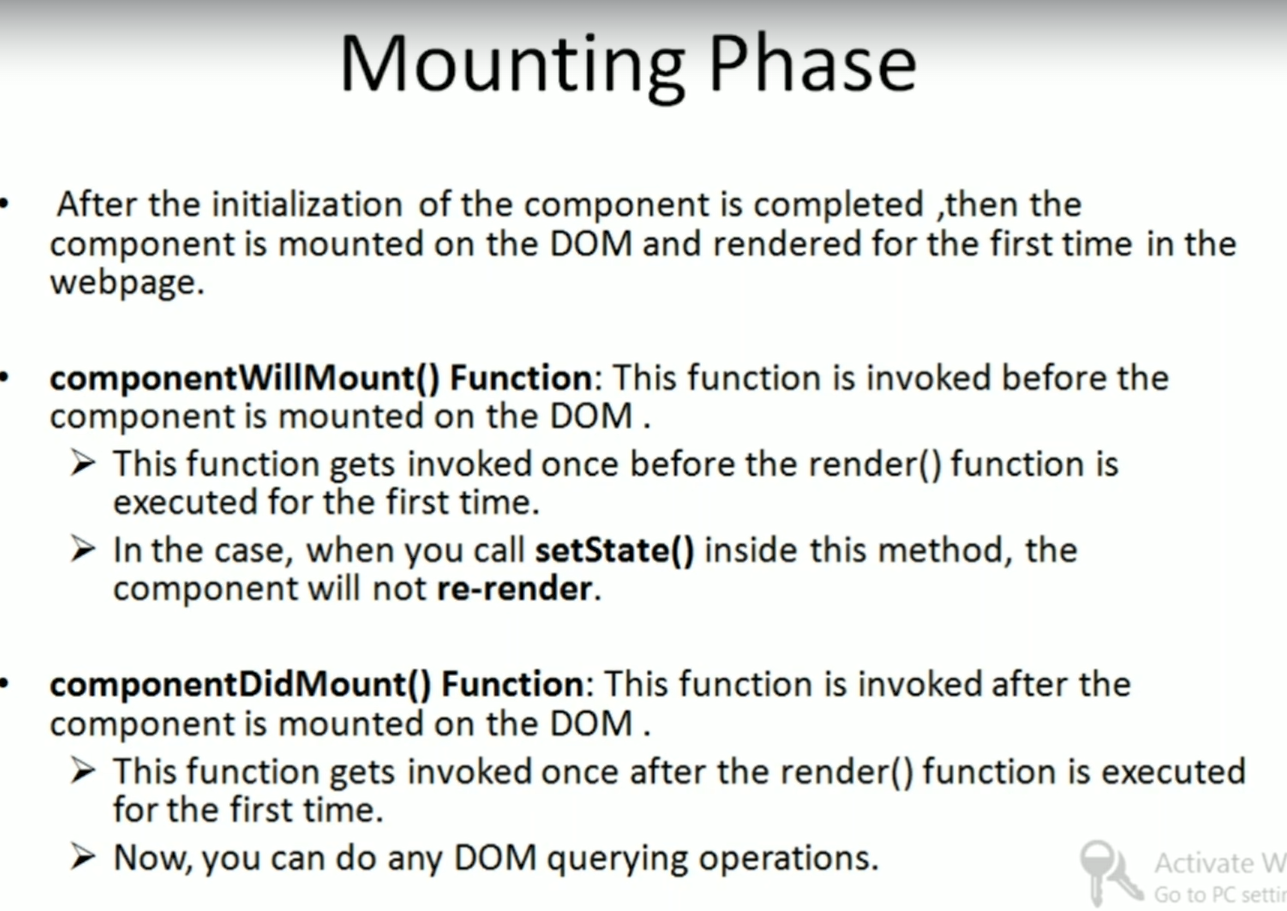 Mounting Phase
• After the initialization of the component is completed ,then the
component is mounted on the DOM and rendered for the first time in the
webpage.
• componentWillMount() Function: This function is invoked before the
component is mounted on the DOM .
➢ This function gets invoked once before the render() function is
executed for the first time.
➢ In the case, when you call setState() inside this method, the
component will not re-render.
• componentDidMount() Function: This function is invoked after the
component is mounted on the DOM .
➢ This function gets invoked once after the render() function is executed
for the first time.
➢ Now, you can do any DOM querying operations.
Activate W
Go to PC settin